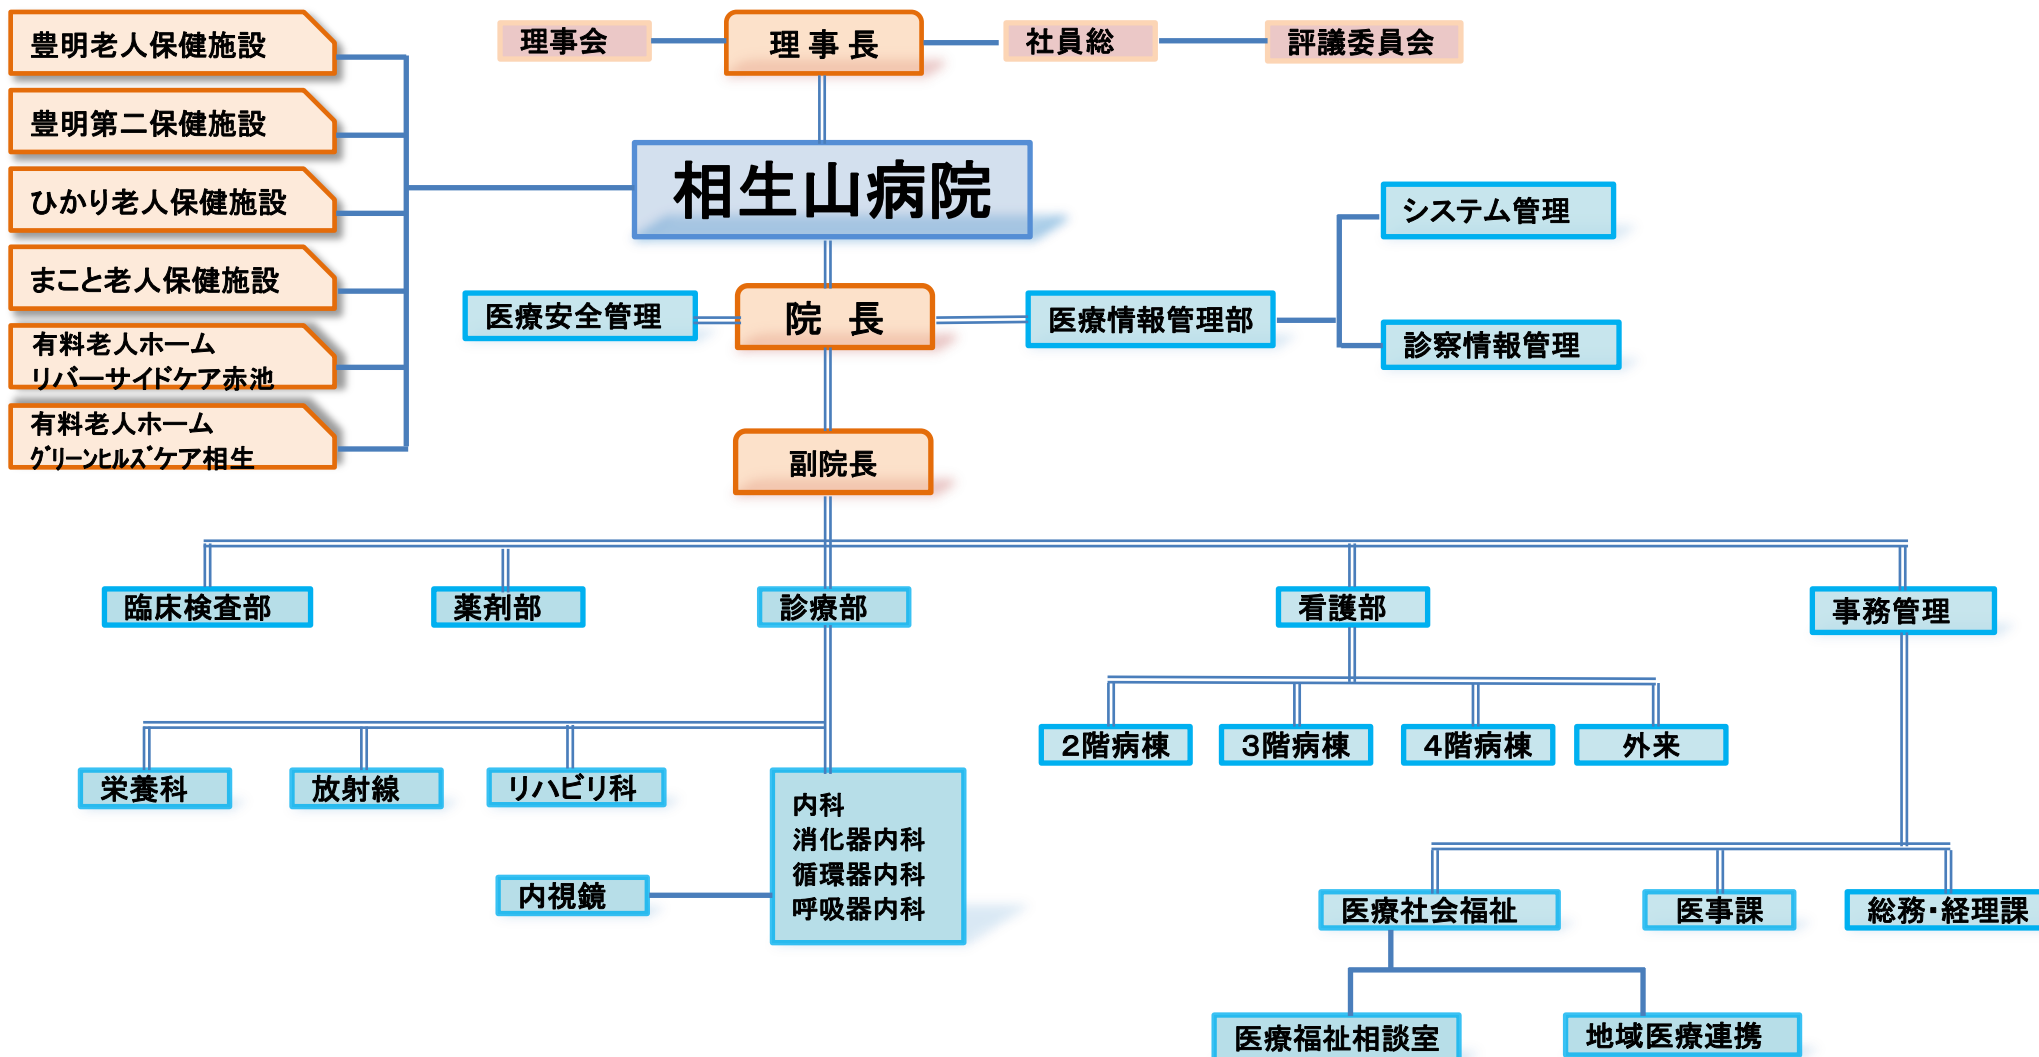 豊明老人保健施設
理事会
理事長
社員総
評議委員会
豊明第二保健施設
相生山病院
ひかり老人保健施設
システム管理
まこと老人保健施設
医療安全管理
院 長
医療情報管理部
診察情報管理
有料老人ホーム
リバーサイドケア赤池
有料老人ホーム
グリーンヒルズケア相生
副院長
臨床検査部
薬剤部
診療部
看護部
事務管理
2階病棟
3階病棟
4階病棟
外来
栄養科
放射線
リハビリ科
内科
消化器内科
循環器内科
呼吸器内科
内視鏡
医療社会福祉
医事課
総務・経理課
医療福祉相談室
地域医療連携